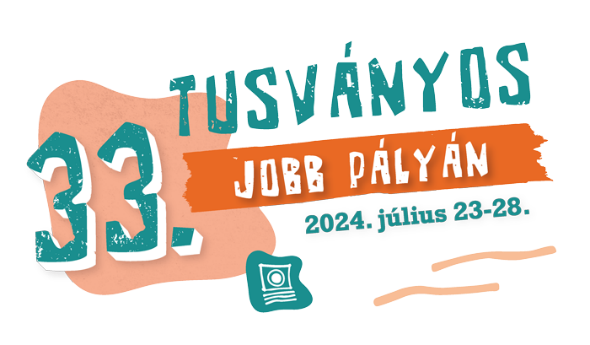 33.
TUSVÁNYOS
JOBB PÁLYÁN
2024. július 23-28.